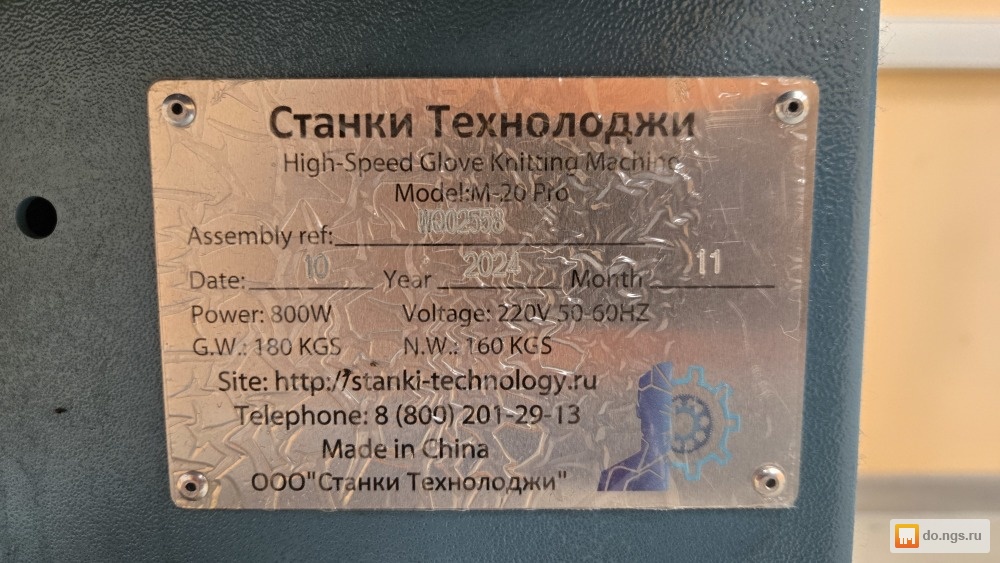 Станки Технолоджи
High-Speed Glove Knitting Machine
Model:M-20 Pro
Assembly ref: W302558
Date: 10 Year 2024 Month 11
Power: 800W Voltage: 220V 50-60HZ
G.W.: 180 KGS N.W.: 160 KGS
Site: http://stanki-technology.ru
Telephone: 8 (809) 201-29-13
Made in China
ООО"Станки Технолоджи"
do.ngs.ru